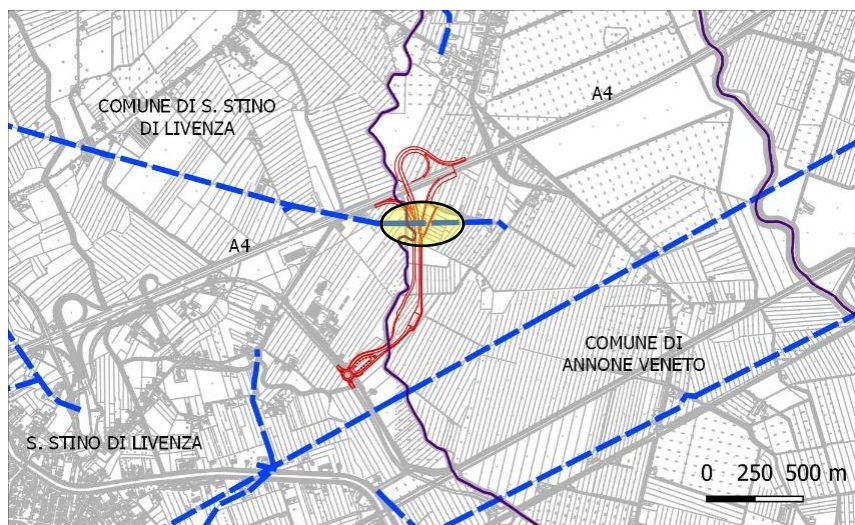 COMUNE DI S. STINO
DI LIVENZA
A4
A4
COMUNE DI
ANNONE VENETO
S. STINO DI LIVENZA
0 250 500 m